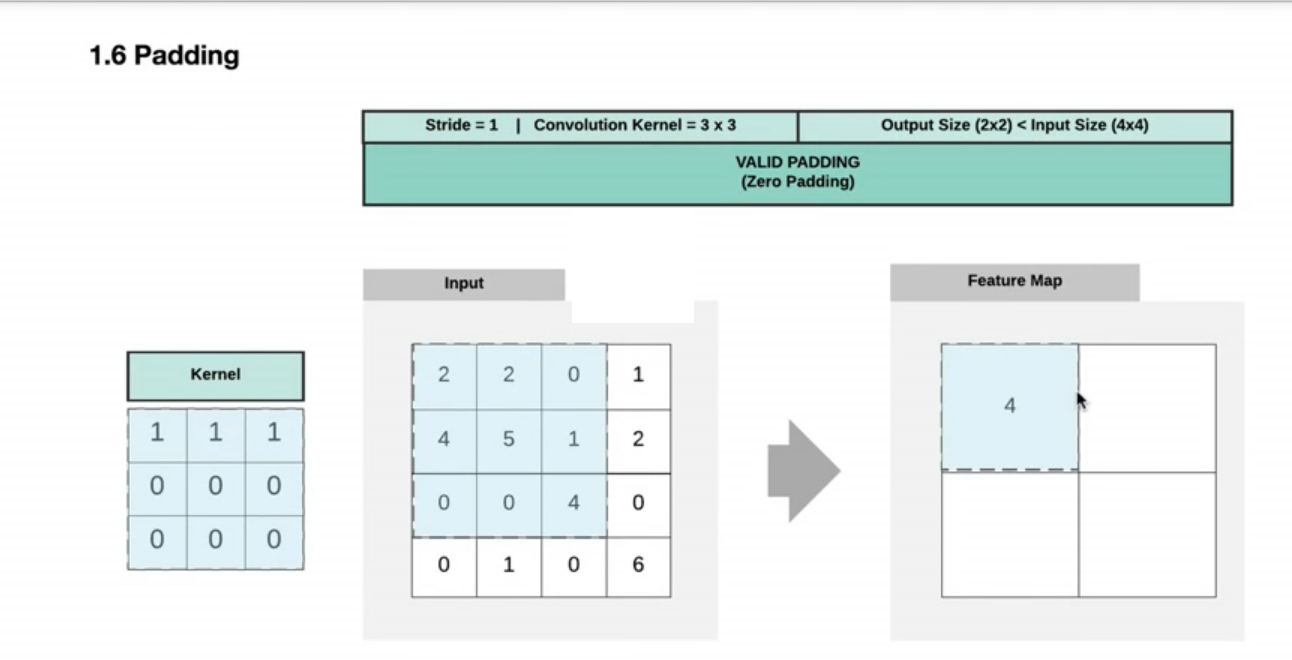 1.6 Padding
Stride = 1 | Convolution Kernel = 3 x 3
Output Size (2x2) < Input Size (4x4)
VALID PADDING
(Zero Padding)
Kernel
1 1 1
0 0 0
0 0 0
Input
2 2 0 1
4 5 1 2
0 0 4 0
0 1 0 6
Feature Map
4